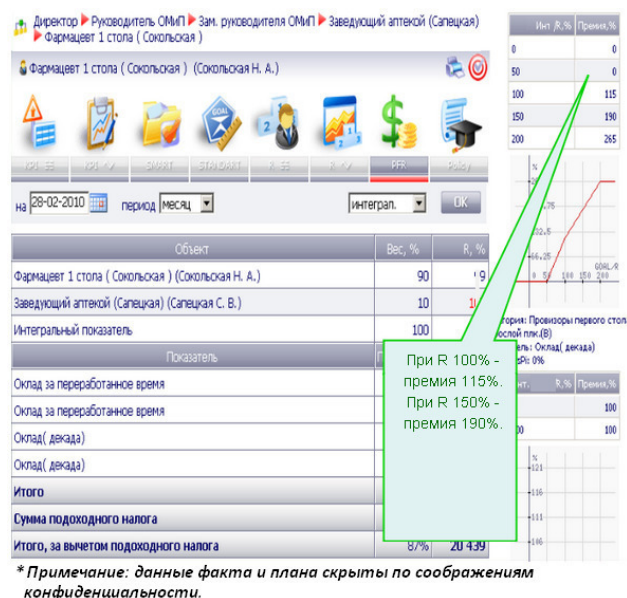 Директор Руководитель ОМиП Зам. руководителя ОМиП Заведующий аптекой (Сапецкая)
Фармацевт 1 стола ( Сокольская )
Фармацевт 1 стола ( Сокольская ) (Сокольская Н. А.)
SMART STANDART PFR Policy
на 28-02-2010 период месяц интеграл. OK
Объект Вес, % R, %
Фармацевт 1 стола ( Сокольская ) (Сокольская Н. А.) 90
Заведующий аптекой (Сапецкая) (Сапецкая С. В.) 10
Интегральный показатель 100
Показатель
Оклад за переработанное время
Оклад за переработанное время
Оклад( декада)
Оклад( декада)
Итого
Сумма подоходного налога
Итого, за вычетом подоходного налога 87% 20 439
При R 100% -
премия 115%.
При R 150% -
премия 190%.
Инт /R,% Премия,%
0 0
50 0
100 115
150 190
200 265
%
GOAL/R
0 50 100 150 200
Провизоры первого стола
Оклад( декада)
0%
R,% Премия,%
100
100
%
121
116
111
106
* Примечание: данные факта и плана скрыты по соображениям
конфиденциальности.